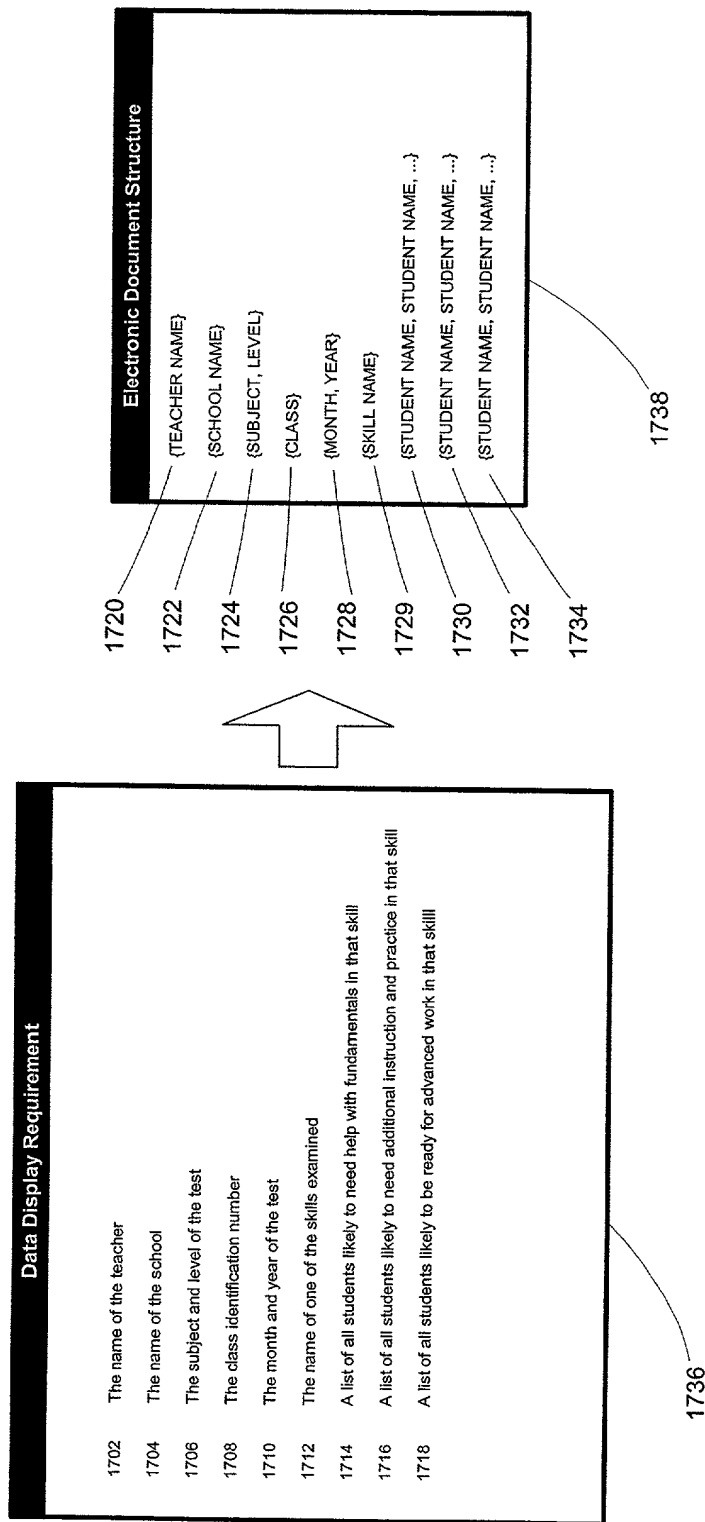 Data Display Requirement
1702 The name of the teacher
1704 The name of the school
1706 The subject and level of the test
1708 The class identification number
1710 The month and year of the test
1712 The name of one of the skills examined
1714 A list of all students likely to need help with fundamentals in that skill
1716 A list of all students likely to need additional instruction and practice in that skill
1718 A list of all students likely to be ready for advanced work in that skilll
1736
Electronic Document Structure
1720 {TEACHER NAME}
1722 {SCHOOL NAME}
1724 {SUBJECT, LEVEL}
1726 {CLASS}
1728 {MONTH, YEAR}
1729 {SKILL NAME}
1730 {STUDENT NAME, STUDENT NAME, ...}
1732 {STUDENT NAME, STUDENT NAME, ...}
1734 {STUDENT NAME, STUDENT NAME, ...}
1738